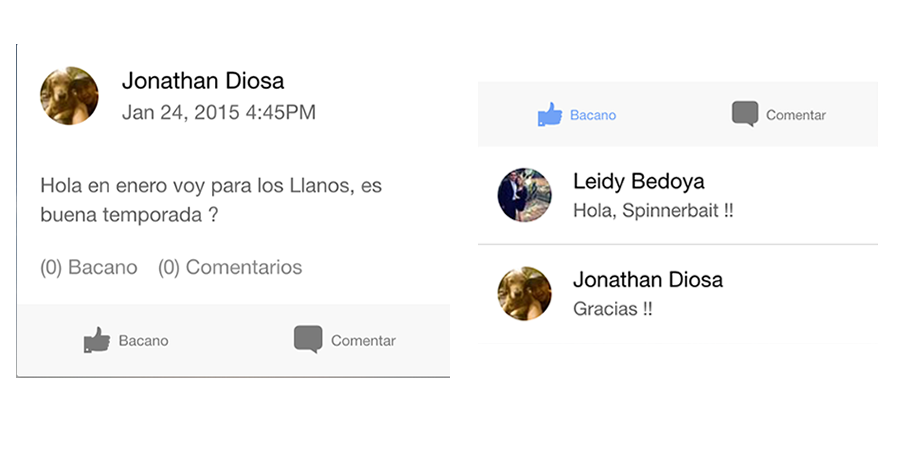 Jonathan Diosa
Jan 24, 2015 4:45PM
Hola en enero voy para los Llanos, es
buena temporada ?
(0) Bacano (0) Comentarios
Bacano Comentar
Bacano Comentar
Leidy Bedoya
Hola, Spinnerbait !!
Jonathan Diosa
Gracias !!